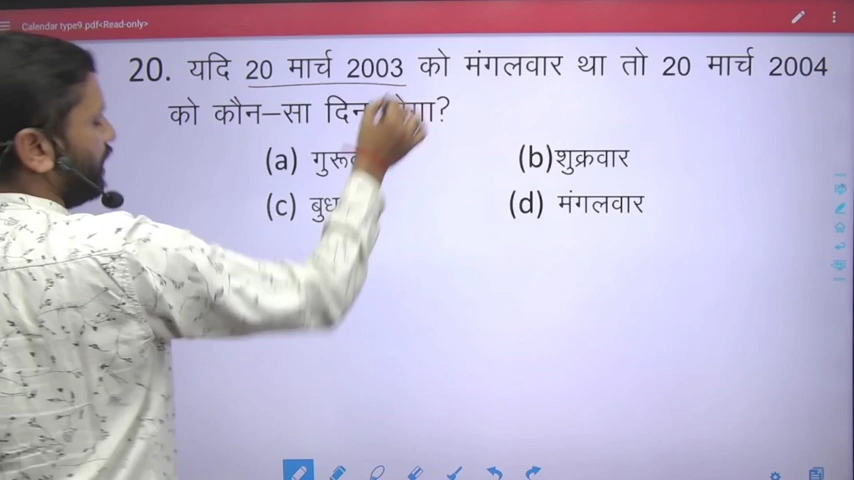 Calendar type9.pdf<Read-only>
20. यदि 20 मार्च 2003 को मंगलवार था तो 20 मार्च 2004
को कौन–सा दिन
(a) (b)शुक्रवार
(c) (d) मंगलवार